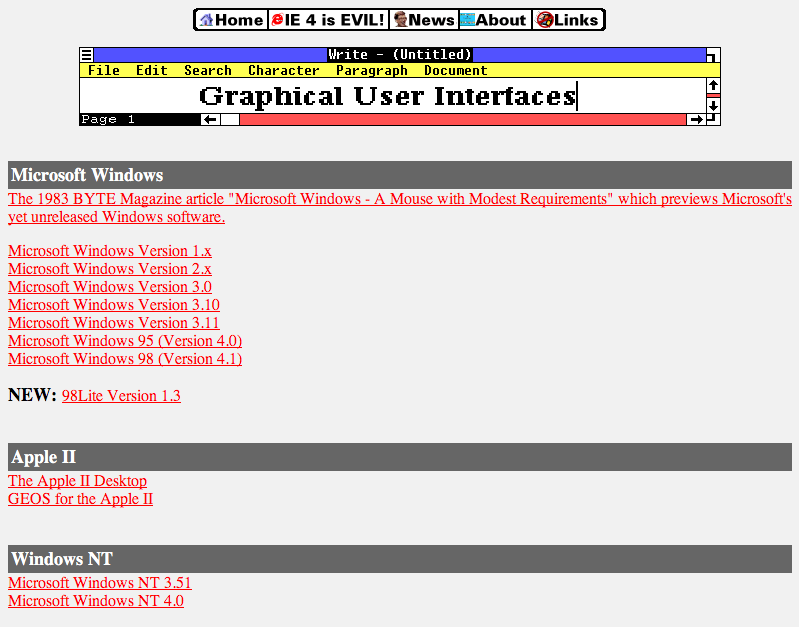 Home IE 4 is EVIL! News About Links
Write - (Untitled)
File Edit Search Character Paragraph Document
Graphical User Interfaces
Page 1
Microsoft Windows
The 1983 BYTE Magazine article "Microsoft Windows - A Mouse with Modest Requirements" which previews Microsoft's
yet unreleased Windows software.
Microsoft Windows Version 1.x
Microsoft Windows Version 2.x
Microsoft Windows Version 3.0
Microsoft Windows Version 3.10
Microsoft Windows Version 3.11
Microsoft Windows 95 (Version 4.0)
Microsoft Windows 98 (Version 4.1)
NEW: 98Lite Version 1.3
Apple II
The Apple II Desktop
GEOS for the Apple II
Windows NT
Microsoft Windows NT 3.51
Microsoft Windows NT 4.0